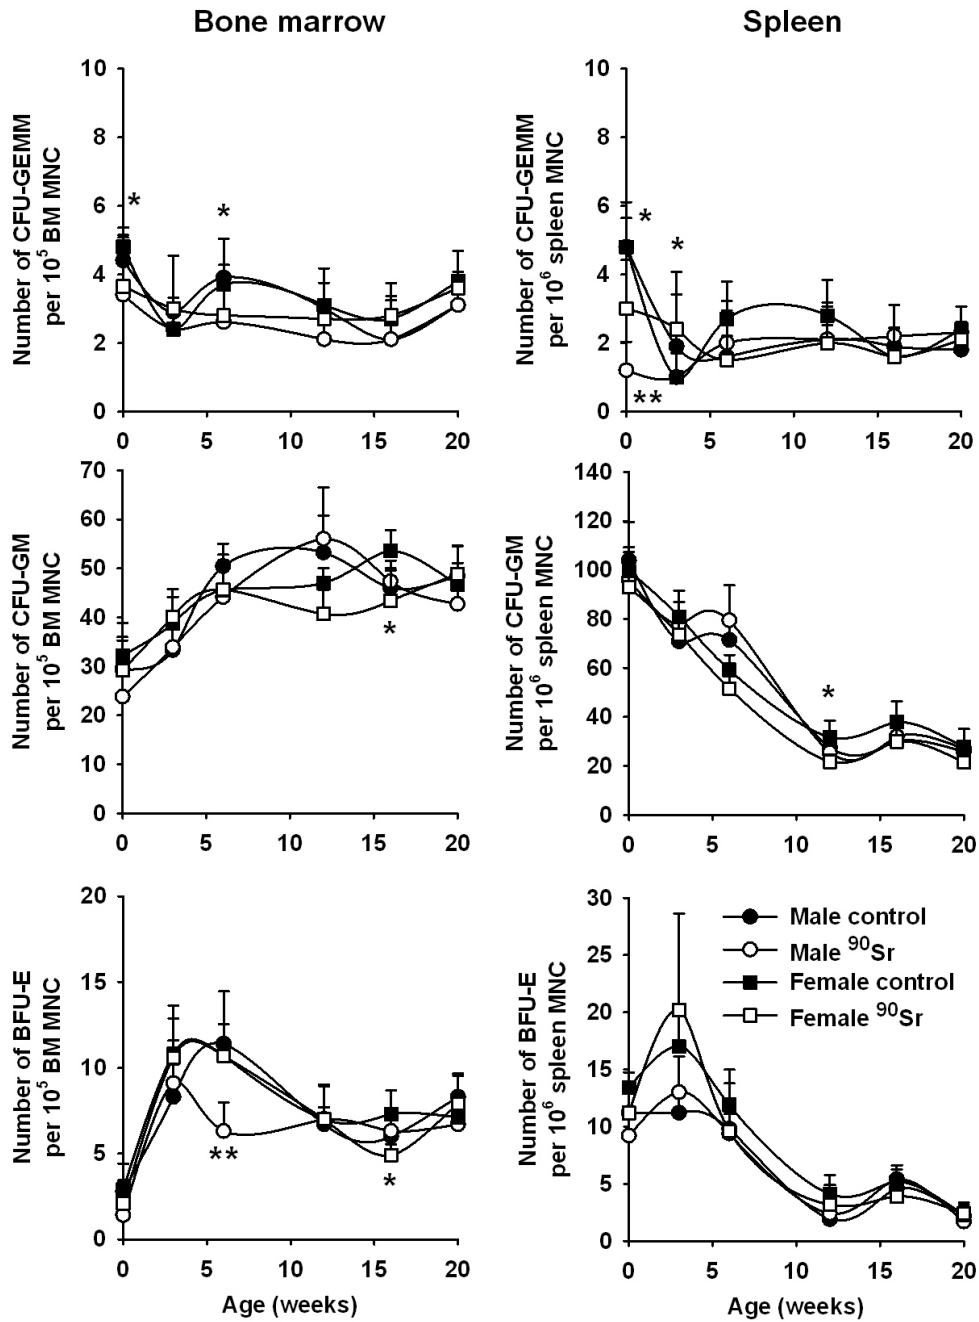 Bone marrow
Spleen
Number of CFU-GEMM
per 10⁵ BM MNC
10
8
6
4
2
0
*
*
0 5 10 15 20
Number of CFU-GEMM
per 10⁶ spleen MNC
10
8
6
4
2
0
*
*
**
0 5 10 15 20
Number of CFU-GM
per 10⁵ BM MNC
70
60
50
40
30
20
10
0
*
0 5 10 15 20
Number of CFU-GM
per 10⁶ spleen MNC
140
120
100
80
60
40
20
0
*
0 5 10 15 20
Number of BFU-E
per 10⁵ BM MNC
20
15
10
5
0
**
*
0 5 10 15 20
Age (weeks)
Number of BFU-E
per 10⁶ spleen MNC
30
25
20
15
10
5
0
Male control
Male ⁹⁰Sr
Female control
Female ⁹⁰Sr
0 5 10 15 20
Age (weeks)